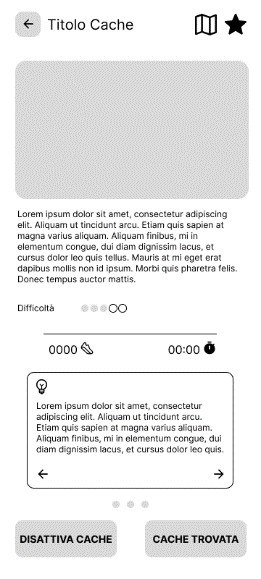 Titolo Cache
Lorem ipsum dolor sit amet, consectetur adipiscing
elit. Aliquam ut tincidunt arcu. Etiam quis sapien at
magna varius aliquam. Aliquam finibus, mi in
elementum congue, dui diam dignissim lacus, et
cursus dolor leo quis tellus. Mauris at mi eget erat
dapibus mollis non id ipsum. Morbi quis pharetra felis.
Donec tempus auctor mattis.
Difficoltà
0000 00:00
Lorem ipsum dolor sit amet, consectetur
adipiscing elit. Aliquam ut tincidunt arcu.
Etiam quis sapien at magna varius aliquam.
Aliquam finibus, mi in elementum congue, dui
diam dignissim lacus, et cursus dolor leo quis.
DISATTIVA CACHE CACHE TROVATA